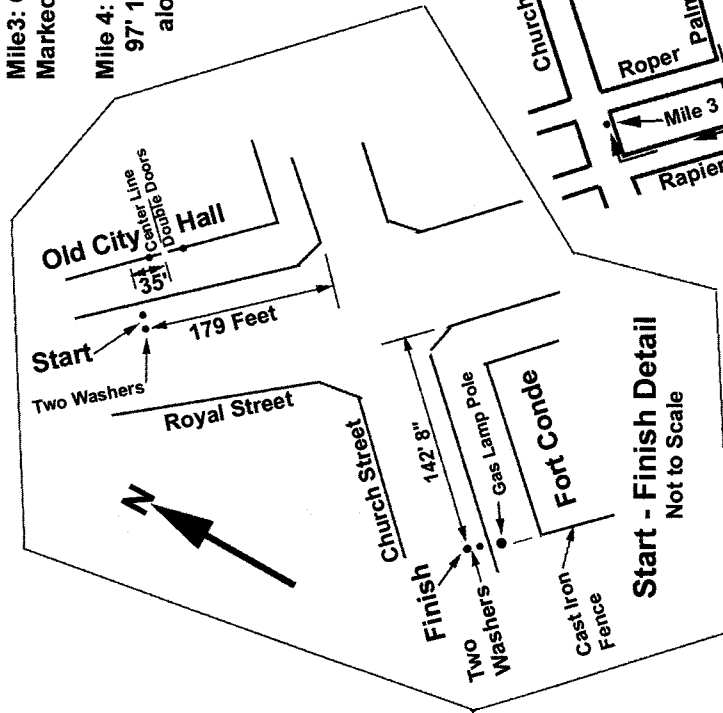 Mile3:
Marked
Mile 4:
97' 1
alo
Church
Roper
Palm
Mile 3
Rapier
Old City Hall
Center Line
Double Doors
35'
Start
179 Feet
Two Washers
Royal Street
N
Church Street
142' 8"
Finish
Two
Washers
Gas Lamp Pole
Fort Conde
Cast Iron
Fence
Start - Finish Detail
Not to Scale